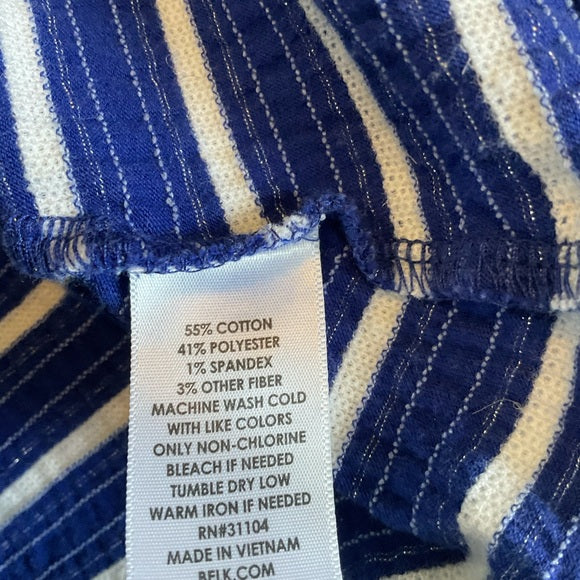 55% COTTON
41% POLYESTER
1% SPANDEX
3% OTHER FIBER
MACHINE WASH COLD
WITH LIKE COLORS
ONLY NON-CHLORINE
BLEACH IF NEEDED
TUMBLE DRY LOW
WARM IRON IF NEEDED
RN#31104
MADE IN VIETNAM
BELK.COM